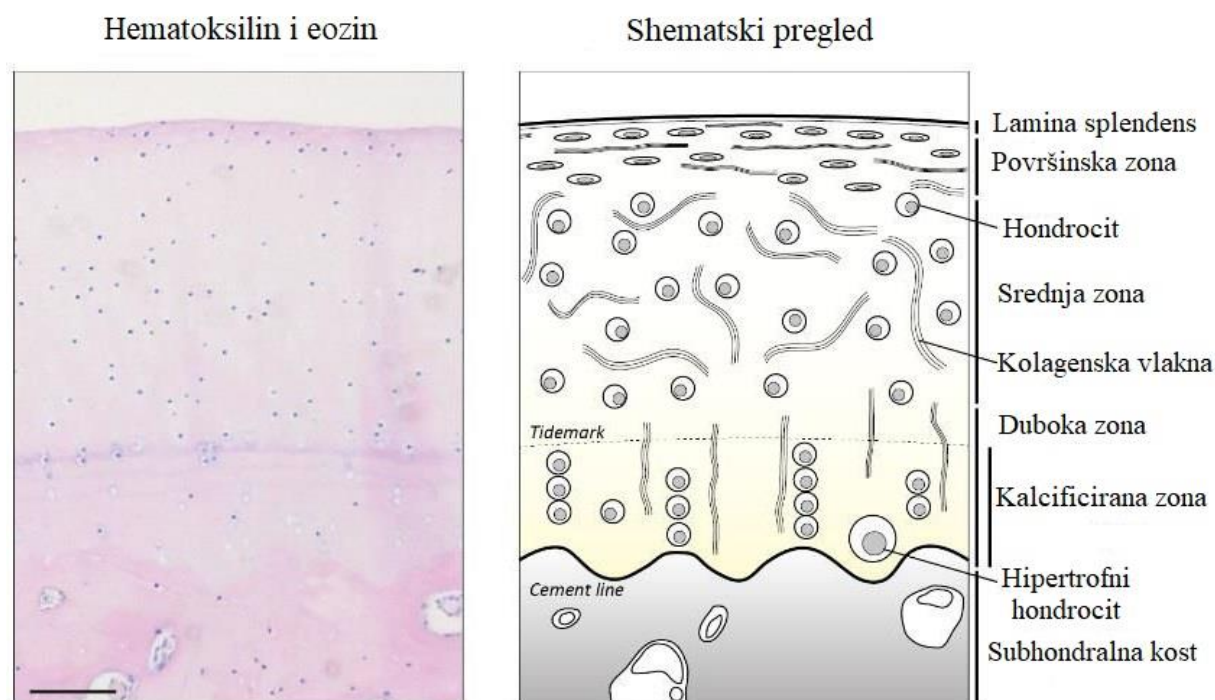 Hematoksilin i eozin
Shematski pregled
Lamina splendens
Površinska zona
Hondrocit
Srednja zona
Kolagenska vlakna
Tidemark
Duboka zona
Kalcificirana zona
Cement line
Hipertrofni
hondrocit
Subhondralna kost